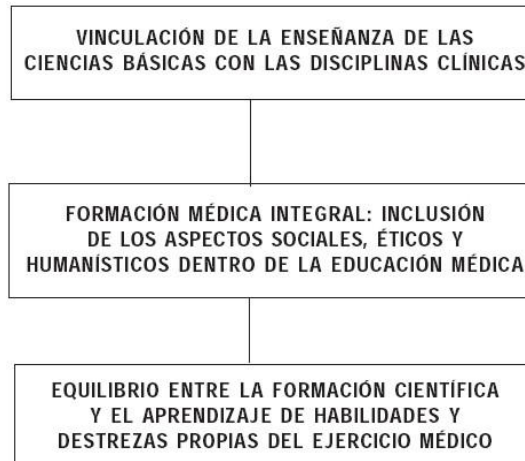 VINCULACIÓN DE LA ENSEÑANZA DE LAS
CIENCIAS BÁSICAS CON LAS DISCIPLINAS CLÍNICAS
FORMACIÓN MÉDICA INTEGRAL: INCLUSIÓN
DE LOS ASPECTOS SOCIALES, ÉTICOS Y
HUMANÍSTICOS DENTRO DE LA EDUCACIÓN MÉDICA
EQUILIBRIO ENTRE LA FORMACIÓN CIENTÍFICA
Y EL APRENDIZAJE DE HABILIDADES Y
DESTREZAS PROPIAS DEL EJERCICIO MÉDICO